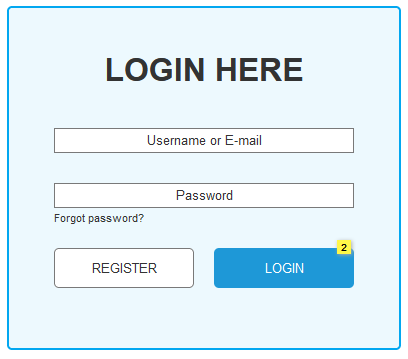 LOGIN HERE
Username or E-mail
Password
Forgot password?
2
REGISTER LOGIN